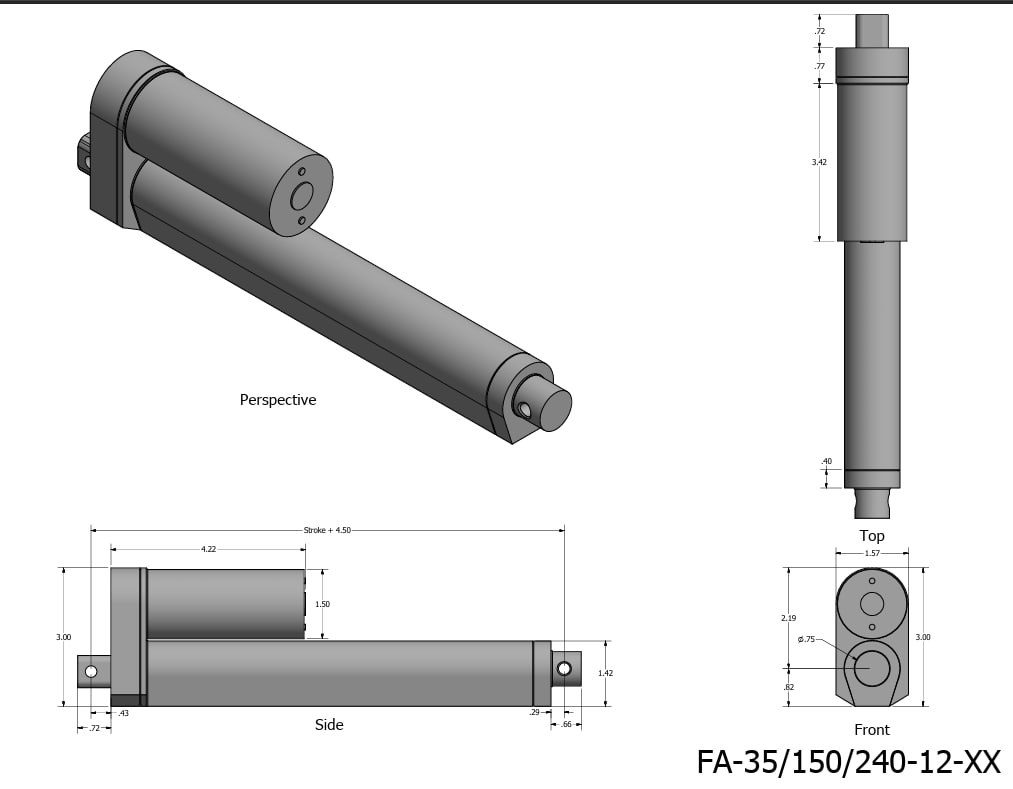 .72
.77
3.42
.40
Perspective
Top
Stroke + 4.50
4.22
1.50
3.00
1.42
.43
.72
.29
.66
Side
1.57
2.19
Ø.75
3.00
.82
Front
FA-35/150/240-12-XX